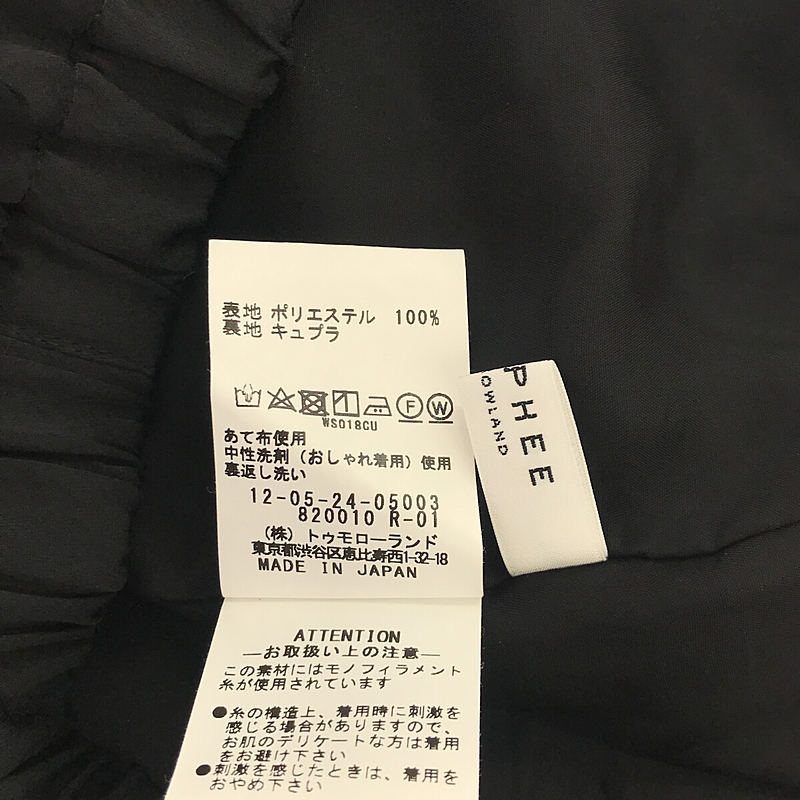 表地 ポリエステル 100%
裏地 キュプラ
F W
WS018CU
あて布使用
中性洗剤（おしゃれ着用）使用
裏返し洗い
12-05-24-05003
820010 R-01
（株）トゥモローランド
東京都渋谷区恵比寿西1-32-18
MADE IN JAPAN
PHEE
OWLAND
ATTENTION
―お取扱い上の注意―
この素材にはモノフィラメント
糸が使用されています
●糸の構造上、着用時に刺激を
感じる場合がありますので、
お肌のデリケートな方は着用
をお避け下さい
●刺激を感じたときは、着用を
おやめ下さい